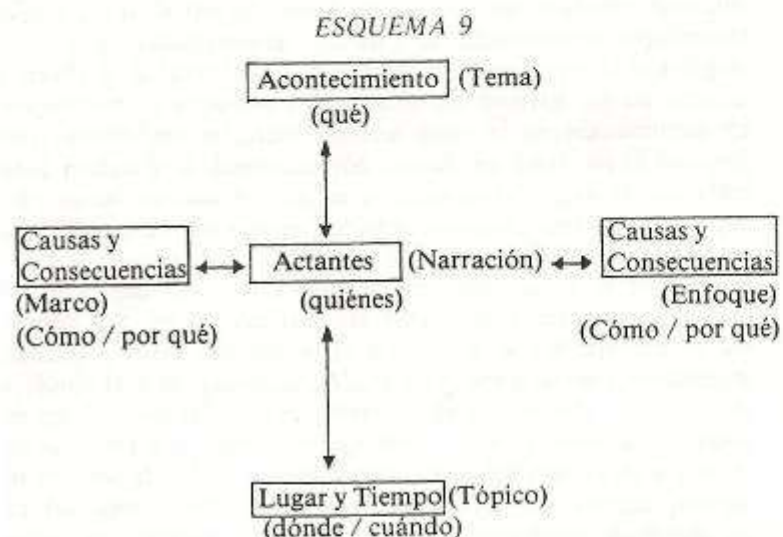 ESQUEMA 9
Acontecimiento (Tema)
(qué)
Causas y
Consecuencias
(Marco)
(Cómo / por qué)
Actantes (Narración)
(quiénes)
Causas y
Consecuencias
(Enfoque)
(Cómo / por qué)
Lugar y Tiempo (Tópico)
(dónde / cuándo)